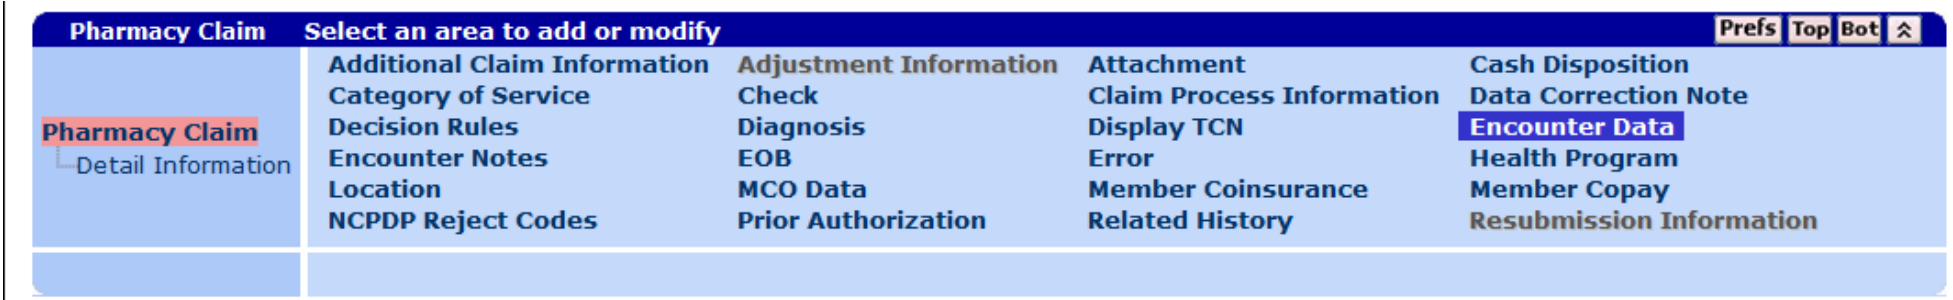 Pharmacy Claim Select an area to add or modify Prefs Top Bot
Additional Claim Information Adjustment Information Attachment Cash Disposition
Category of Service Check Claim Process Information Data Correction Note
Pharmacy Claim Decision Rules Diagnosis Display TCN Encounter Data
Detail Information Encounter Notes EOB Error Health Program
Location MCO Data Member Coinsurance Member Copay
NCPDP Reject Codes Prior Authorization Related History Resubmission Information